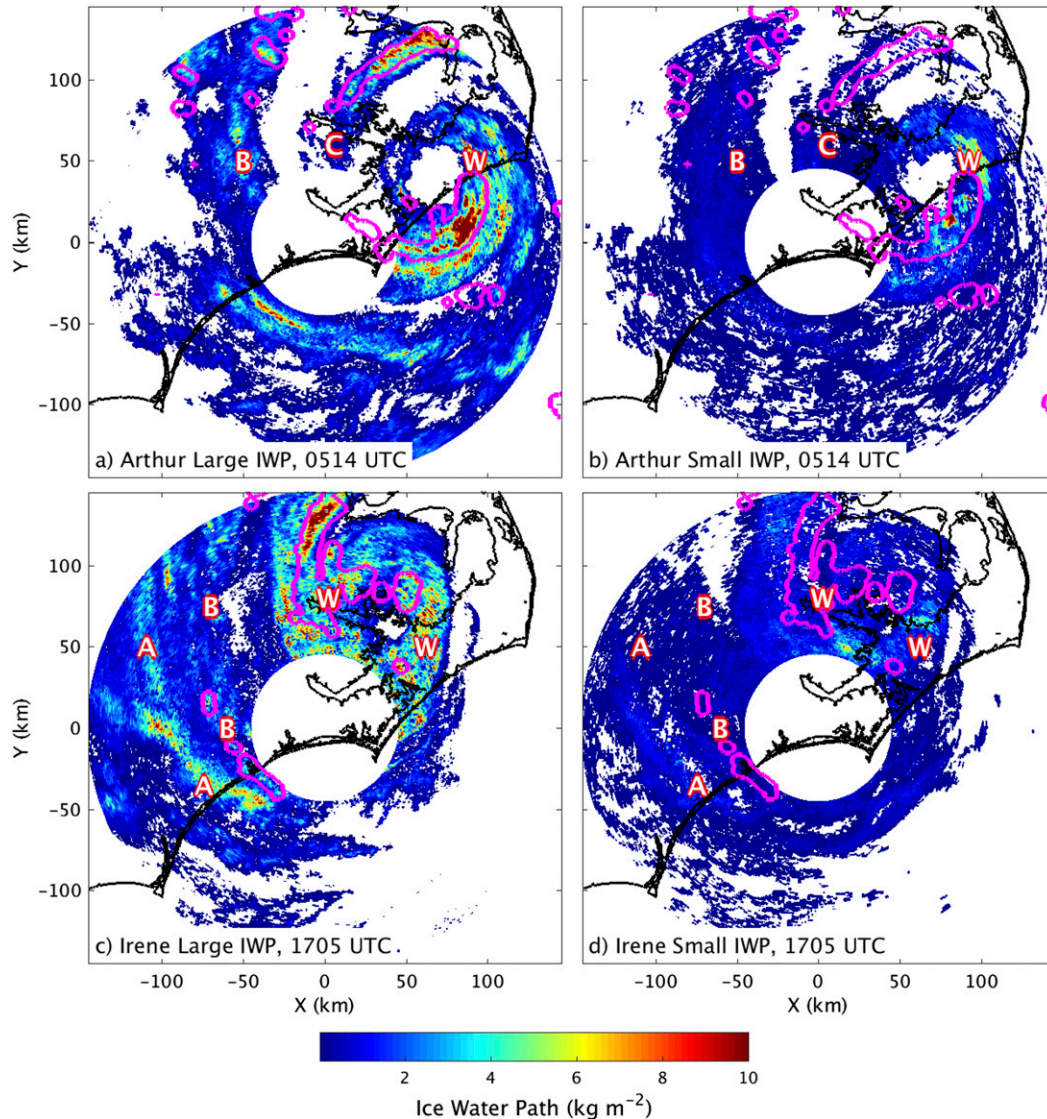 100
50
0
−50
−100
Y (km)
B
C
W
a) Arthur Large IWP, 0514 UTC
B
C
W
b) Arthur Small IWP, 0514 UTC
100
50
0
−50
−100
Y (km)
A
B
W
W
B
A
c) Irene Large IWP, 1705 UTC
−100 −50 0 50 100
X (km)
A
B
W
W
B
A
d) Irene Small IWP, 1705 UTC
−100 −50 0 50 100
X (km)
2 4 6 8 10
Ice Water Path (kg m⁻²)